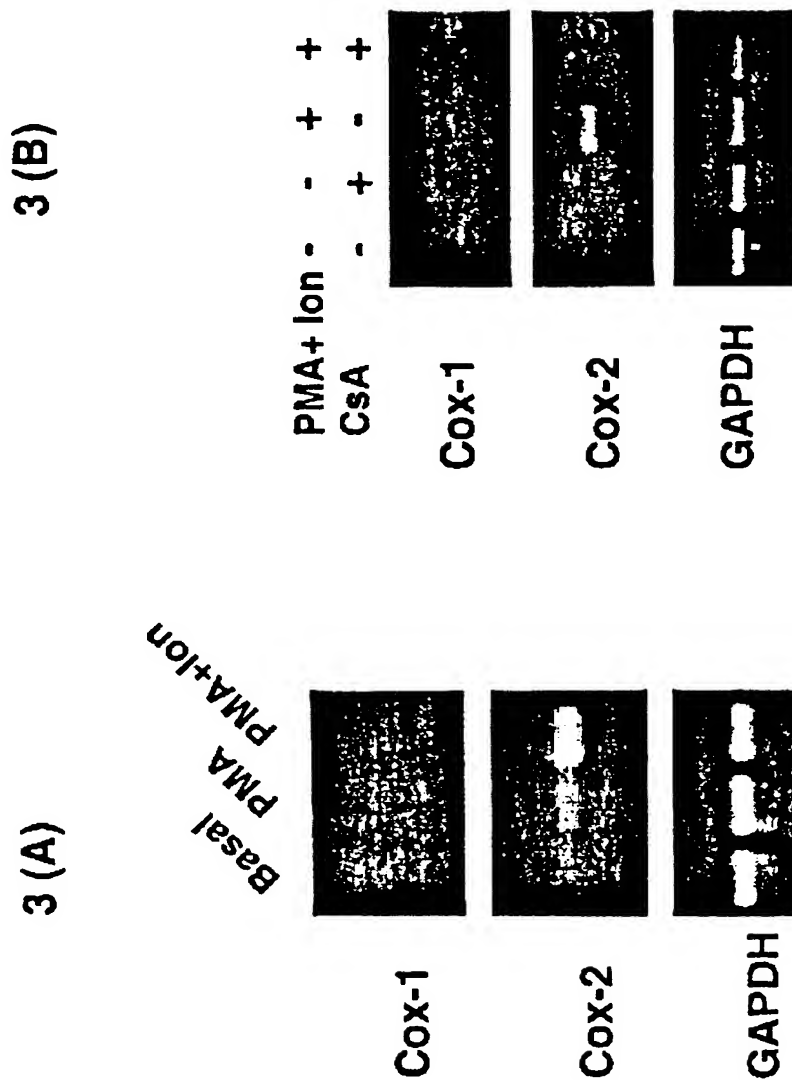 3 (A)
Basal PMA PMA+Ion
Cox-1
Cox-2
GAPDH
3 (B)
PMA+ Ion - - + +
CsA - + - +
Cox-1
Cox-2
GAPDH